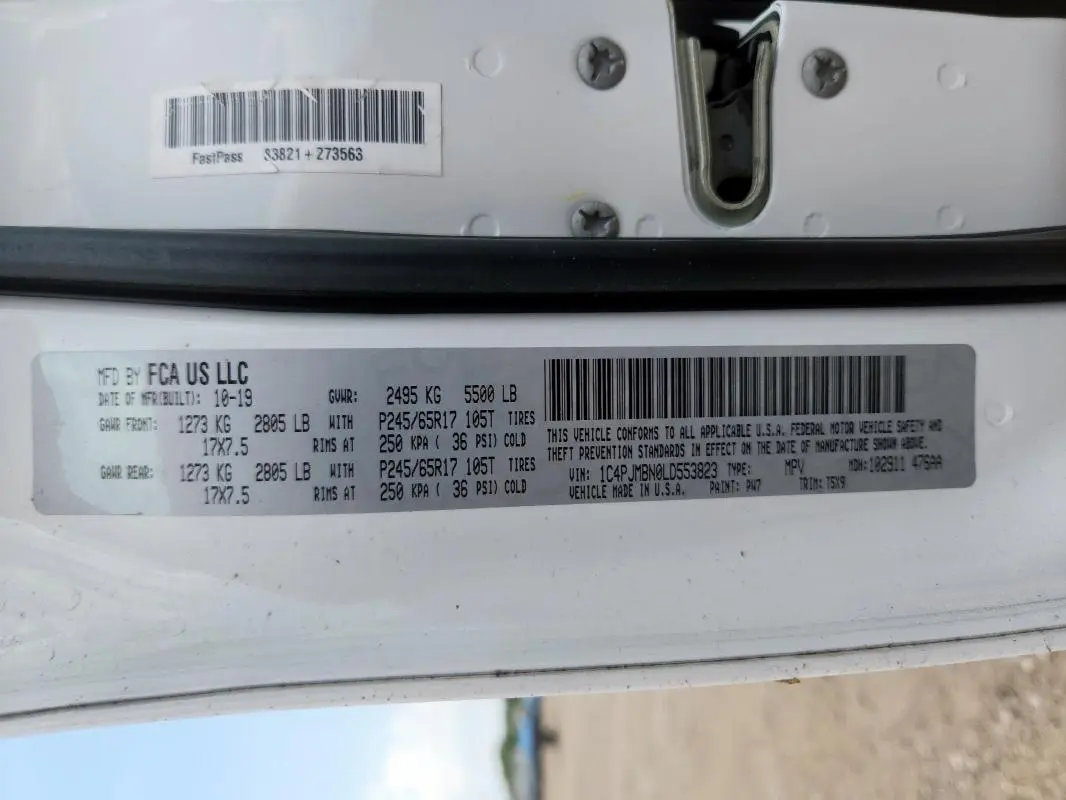 FastPass 83821+273563
MFD BY FCA US LLC
DATE OF MFR(BUILT): 10-19 GVWR: 2495 KG 5500 LB
GAWR FRONT: 1273 KG 2805 LB WITH P245/65R17 105T TIRES
17X7.5 RIMS AT 250 KPA ( 36 PSI) COLD
GAWR REAR: 1273 KG 2805 LB WITH P245/65R17 105T TIRES
17X7.5 RIMS AT 250 KPA ( 36 PSI) COLD
THIS VEHICLE CONFORMS TO ALL APPLICABLE U.S.A. FEDERAL MOTOR VEHICLE SAFETY AND
THEFT PREVENTION STANDARDS IN EFFECT ON THE DATE OF MANUFACTURE SHOWN ABOVE.
VIN: 1C4PJMBN0LD553823 TYPE: MPV MDH: 102911 476AA
VEHICLE MADE IN U.S.A. PAINT: PW7 TRIM: T5X9